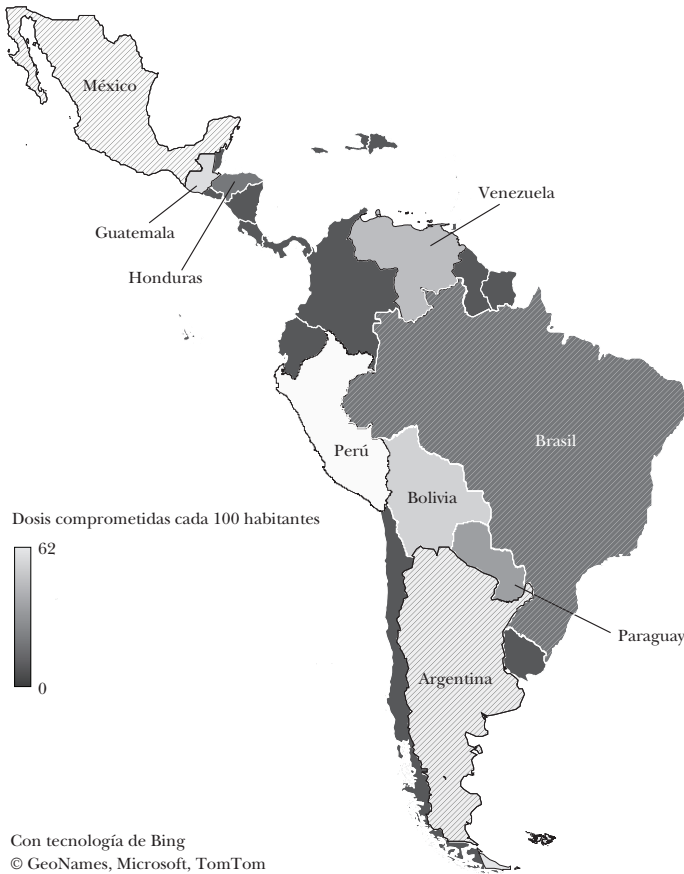 México
Venezuela
Guatemala
Honduras
Brasil
Perú
Bolivia
Dosis comprometidas cada 100 habitantes
62
0
Paraguay
Argentina
Con tecnología de Bing
© GeoNames, Microsoft, TomTom